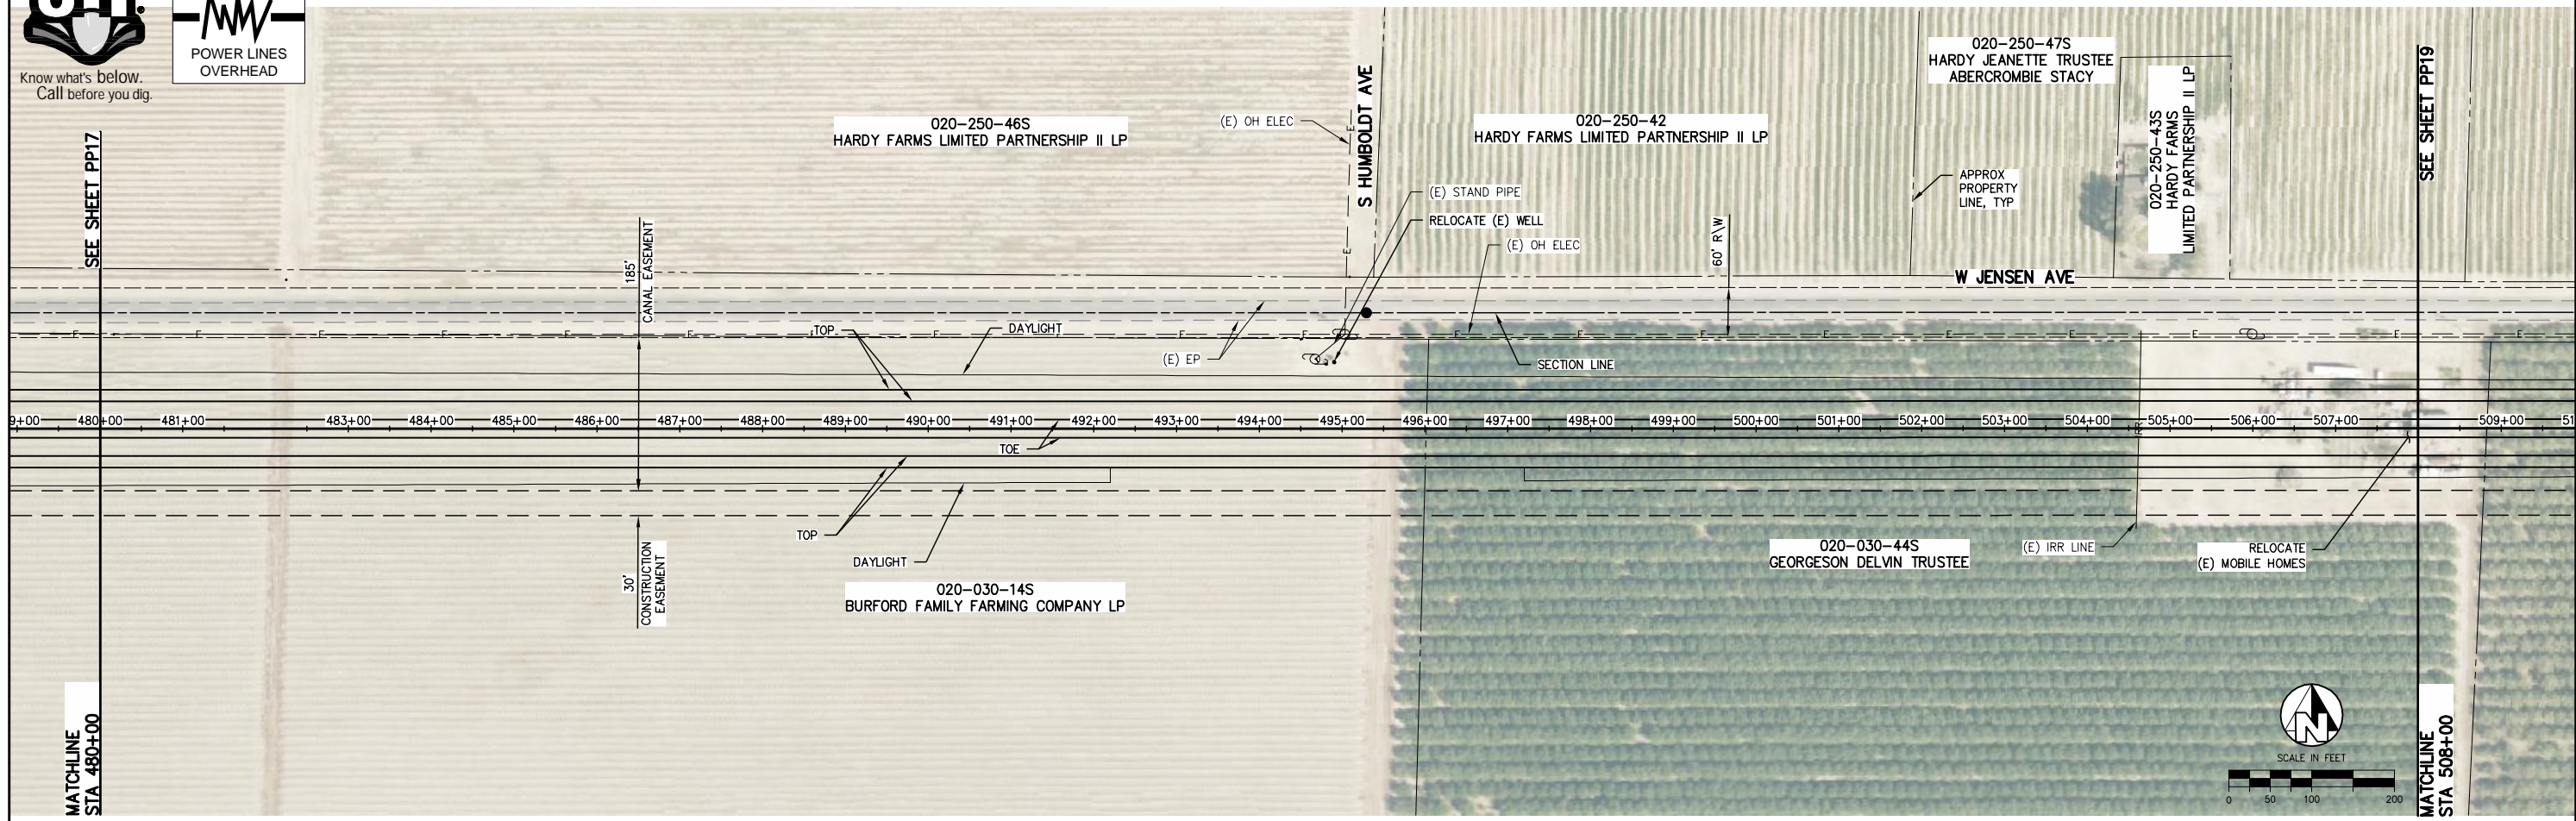 Know what's below.
Call before you dig.
POWER LINES
OVERHEAD
SEE SHEET PP17
020-250-46S
HARDY FARMS LIMITED PARTNERSHIP II LP
(E) OH ELEC
S HUMBOLDT AVE
020-250-42
HARDY FARMS LIMITED PARTNERSHIP II LP
020-250-47S
HARDY JEANETTE TRUSTEE
ABERCROMBIE STACY
020-250-43S
HARDY FARMS
LIMITED PARTNERSHIP II LP
SEE SHEET PP19
(E) STAND PIPE
RELOCATE (E) WELL
(E) OH ELEC
APPROX
PROPERTY
LINE, TYP
60' R\W
185'
CANAL EASEMENT
W JENSEN AVE
TOP
DAYLIGHT
(E) EP
SECTION LINE
9+00
480+00
481+00
483+00
484+00
485+00
486+00
487+00
488+00
489+00
490+00
491+00
492+00
493+00
494+00
495+00
496+00
497+00
498+00
499+00
500+00
501+00
502+00
503+00
504+00
505+00
506+00
507+00
509+00
51
TOE
TOP
DAYLIGHT
30'
CONSTRUCTION
EASEMENT
020-030-14S
BURFORD FAMILY FARMING COMPANY LP
020-030-44S
GEORGESON DELVIN TRUSTEE
(E) IRR LINE
RELOCATE
(E) MOBILE HOMES
MATCHLINE
STA 480+00
N
SCALE IN FEET
0 50 100 200
MATCHLINE
STA 508+00